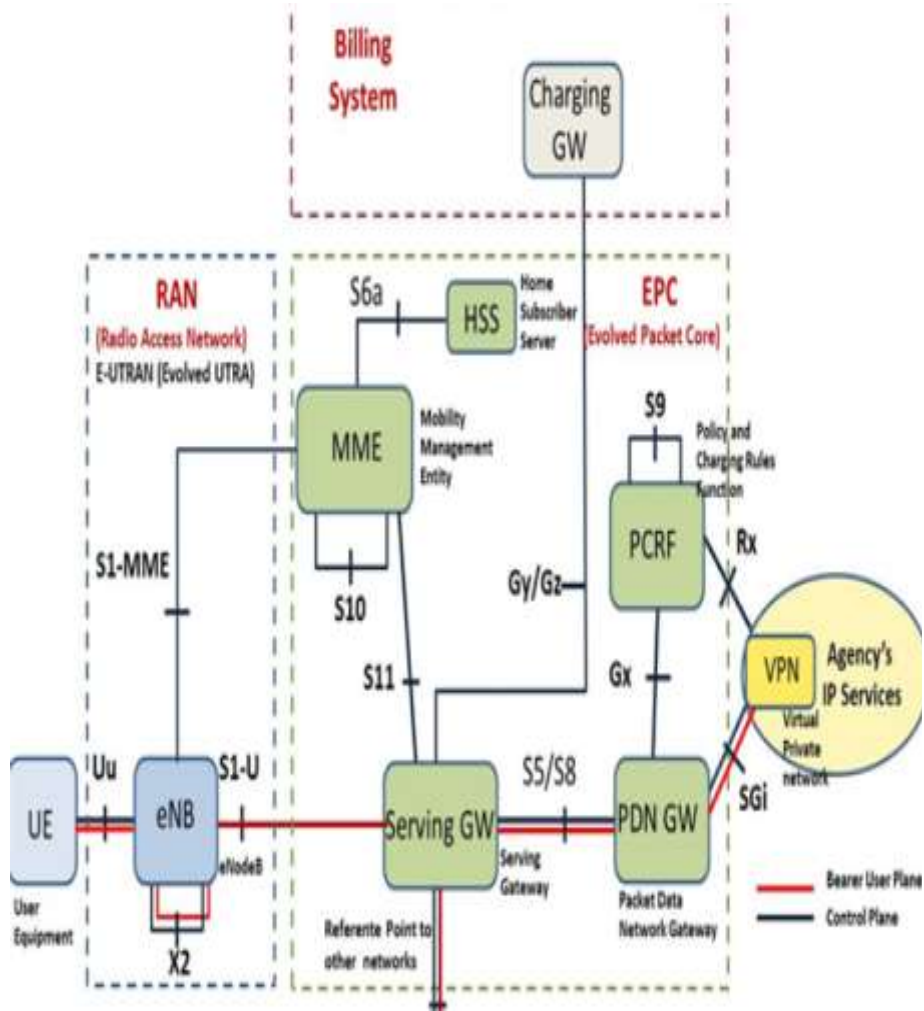 Billing
System
Charging
GW
RAN
(Radio Access Network)
E-UTRAN (Evolved UTRA)
S6a
HSS
Home
Subscriber
Server
EPC
(Evolved Packet Core)
MME
Mobility
Management
Entity
S9
Policy and
Charging Rules
Function
PCRF
Rx
S1-MME
S10
Gy/Gz
S11
Gx
VPN
Agency's
IP Services
Virtual
Private
network
Uu
S1-U
S5/S8
SGi
UE
eNB
Serving GW
PDN GW
eNodeB
User
Equipment
Serving
Gateway
Packet Data
Network Gateway
X2
Referente Point to
other networks
Bearer User Plane
Control Plane